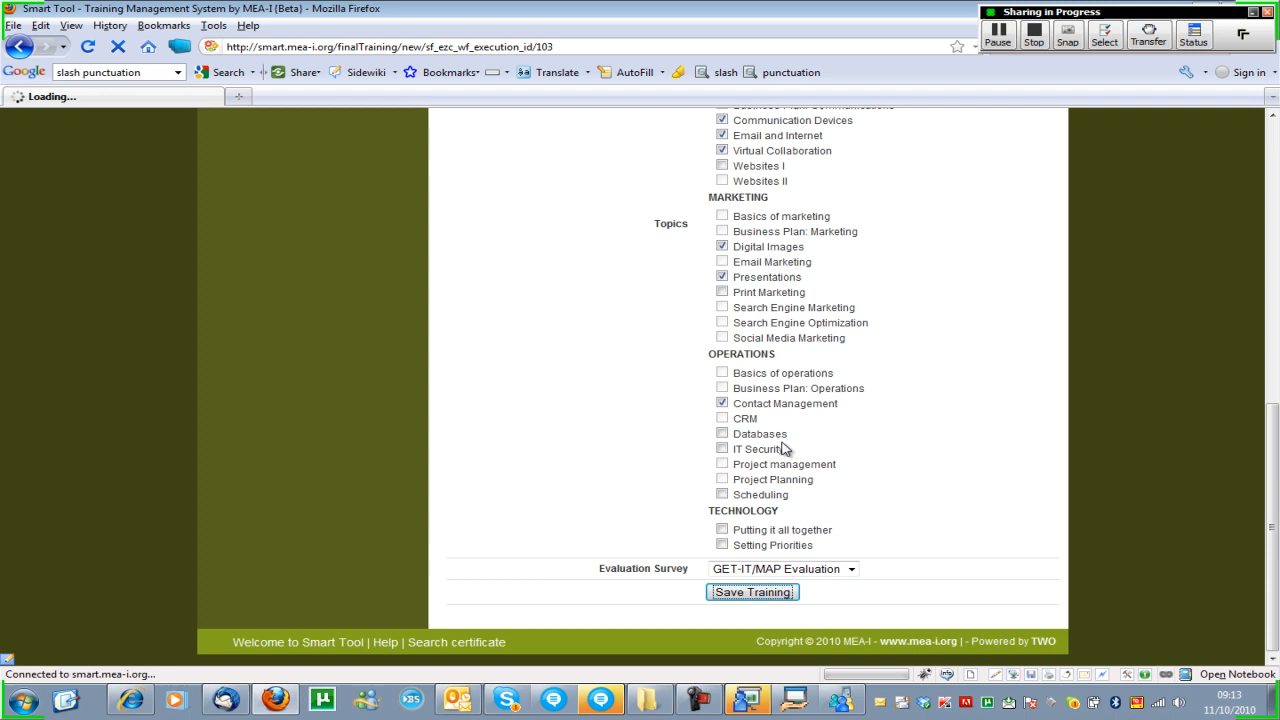 Smart Tool - Training Management System by MEA-I {Beta} - Mozilla Firefox
Sharing in Progress
File Edit View History Bookmarks Tools Help
Pause Stop Snap Select Transfer Status
http://smart.mea-i.org/finalTraining/new/sf_ezc_wf_execution_id/103
Google slash punctuation Search Share Sidewiki Bookmarks Translate AutoFill slash punctuation Sign in
Loading...
Communication Devices
Email and Internet
Virtual Collaboration
Websites I
Websites II
MARKETING
Basics of marketing
Topics
Business Plan: Marketing
Digital Images
Email Marketing
Presentations
Print Marketing
Search Engine Marketing
Search Engine Optimization
Social Media Marketing
OPERATIONS
Basics of operations
Business Plan: Operations
Contact Management
CRM
Databases
IT Security
Project management
Project Planning
Scheduling
TECHNOLOGY
Putting it all together
Setting Priorities
Evaluation Survey GET-IT/MAP Evaluation
Save Training
Welcome to Smart Tool | Help | Search certificate
Copyright © 2010 MEA-I - www.mea-i.org | - Powered by TWO
Connected to smart.mea-i.org...
Open Notebook
09:13
11/10/2010